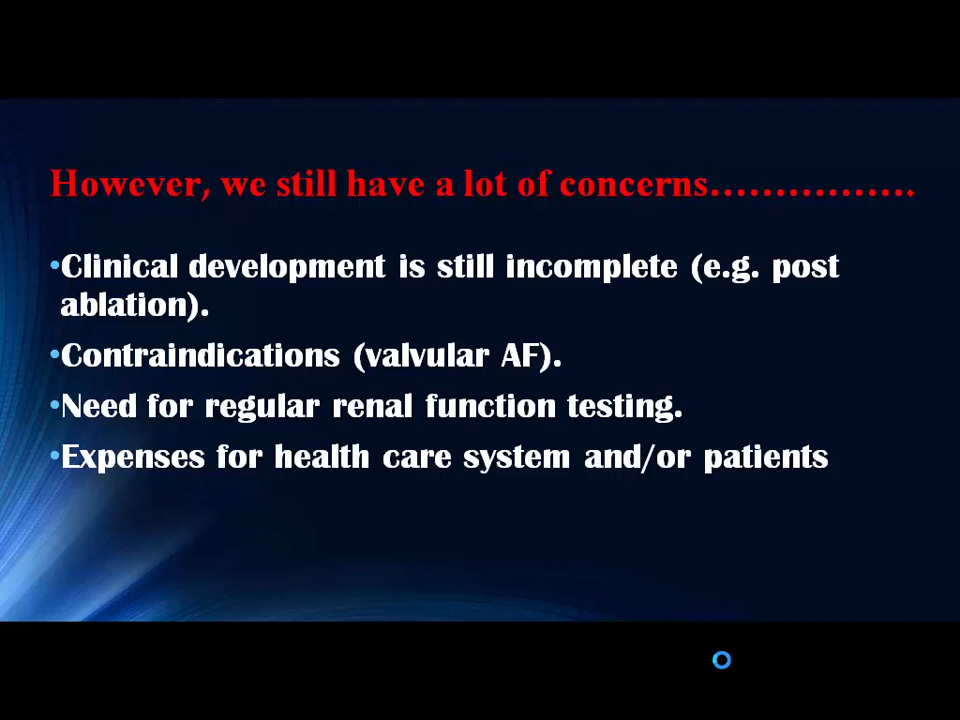 However, we still have a lot of concerns…………….
•Clinical development is still incomplete (e.g. post
ablation).
•Contraindications (valvular AF).
•Need for regular renal function testing.
•Expenses for health care system and/or patients